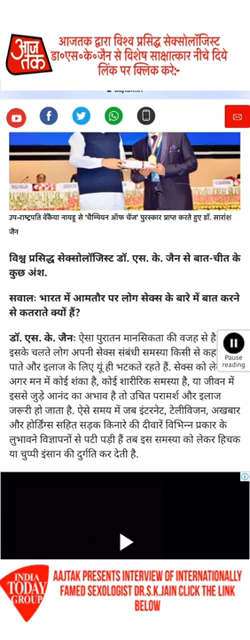 आज
तक
आजतक द्वारा विश्व प्रसिद्ध सेक्सोलॉजिस्ट
डा०एस०के०जैन से विशेष साक्षात्कार नीचे दिये
लिंक पर क्लिक करे:-
उप-राष्ट्रपति वेंकैया नायडू से 'चैम्पियन ऑफ चेंज' पुरस्कार प्राप्त करते हुए डॉ. सारांश
जैन
विश्व प्रसिद्ध सेक्सोलॉजिस्ट डॉ. एस. के. जैन से बात-चीत के
कुछ अंश.
सवालः भारत में आमतौर पर लोग सेक्स के बारे में बात करने
से कतराते क्यों हैं?
डॉ. एस. के. जैनः ऐसा पुरातन मानसिकता की वजह से है
इसके चलते लोग अपनी सेक्स संबंधी समस्या किसी से कह
पाते और इलाज के लिए यूं ही भटकते रहते हैं. सेक्स को ले
अगर मन में कोई शंका है, कोई शारीरिक समस्या है, या जीवन में
इससे जुड़े आनंद का अभाव है तो उचित परामर्श और इलाज
जरूरी हो जाता है. ऐसे समय में जब इंटरनेट, टेलीविजन, अखबार
और होर्डिंग्स सहित सड़क किनारे की दीवारें विभिन्न प्रकार के
लुभावने विज्ञापनों से पटी पड़ी हैं तब इस समस्या को लेकर हिचक
या चुप्पी इंसान की दुर्गति कर देती है.
Pause
reading
INDIA
TODAY
GROUP
AAJTAK PRESENTS INTERVIEW OF INTERNATIONALLY
FAMED SEXOLOGIST DR.S.K.JAIN CLICK THE LINK
BELOW